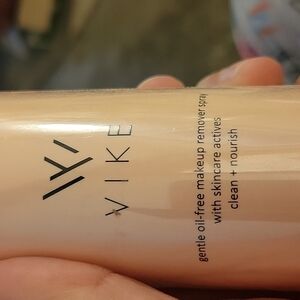 VIKE
gentle oil-free makeup remover spray
with skincare actives
clean + nourish